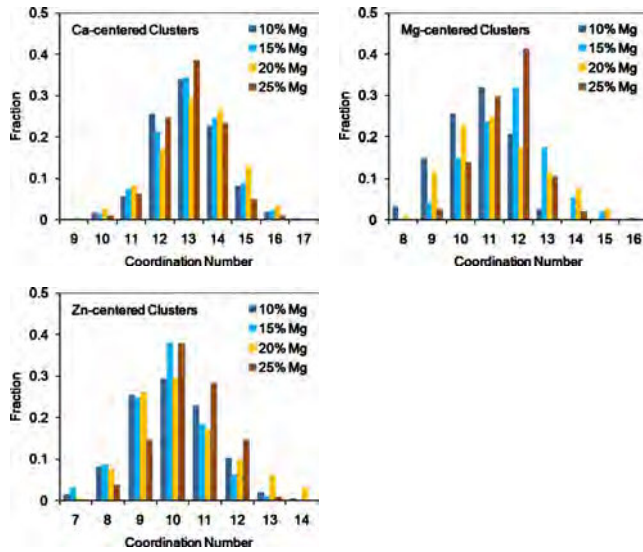 Ca-centered Clusters
10% Mg
15% Mg
20% Mg
25% Mg
0.5
0.4
0.3
0.2
0.1
0
Fraction
9 10 11 12 13 14 15 16 17
Coordination Number
Mg-centered Clusters
10% Mg
15% Mg
20% Mg
25% Mg
0.5
0.4
0.3
0.2
0.1
0
Fraction
8 9 10 11 12 13 14 15 16
Coordination Number
Zn-centered Clusters
10% Mg
15% Mg
20% Mg
25% Mg
0.5
0.4
0.3
0.2
0.1
0
Fraction
7 8 9 10 11 12 13 14
Coordination Number